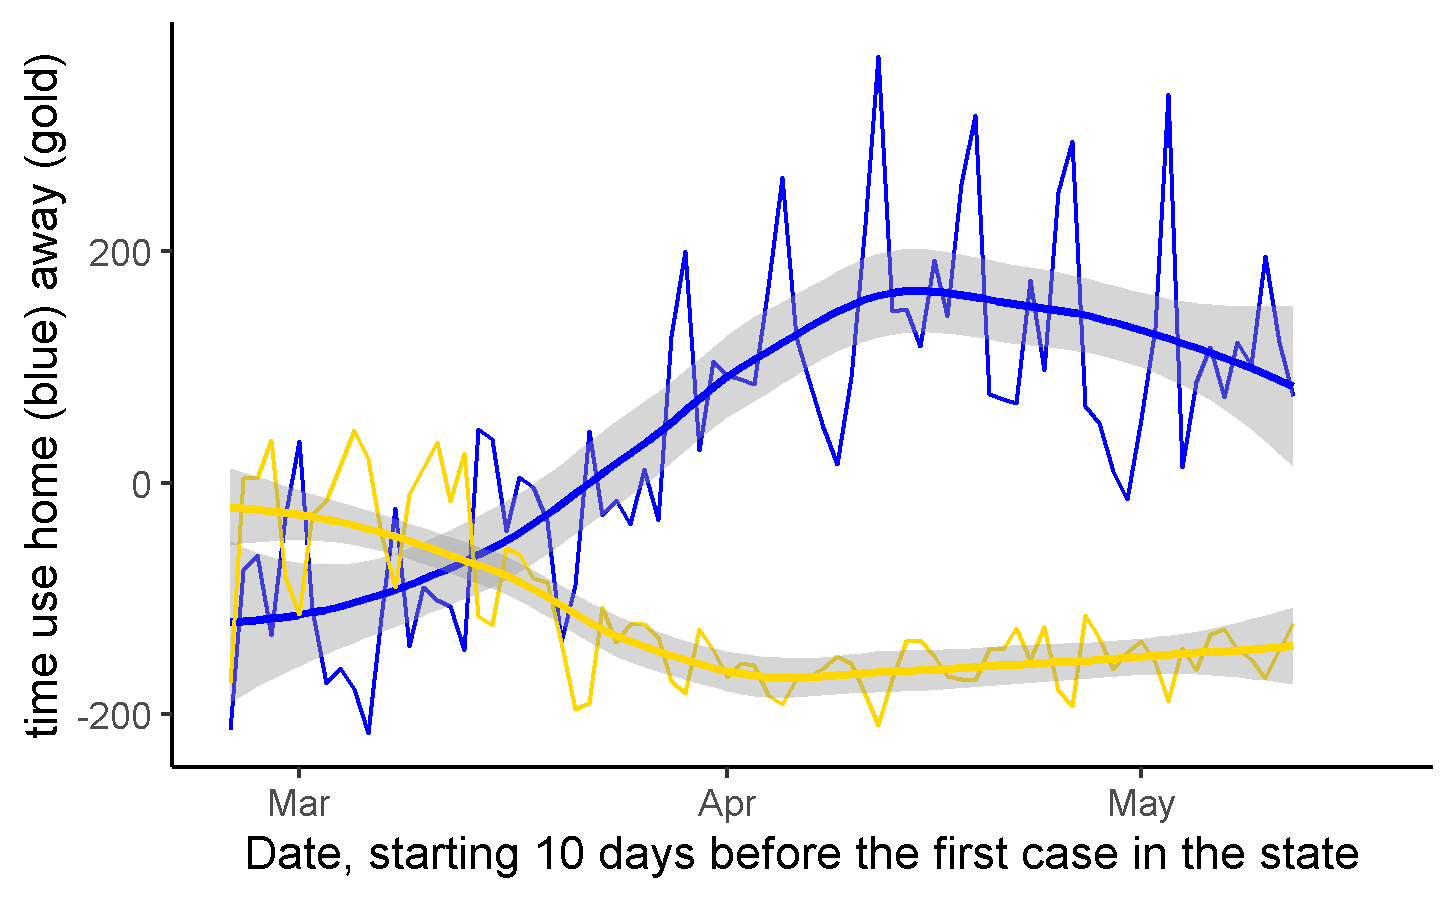 time use home (blue) away (gold)
200
0
-200
Mar
Apr
May
Date, starting 10 days before the first case in the state